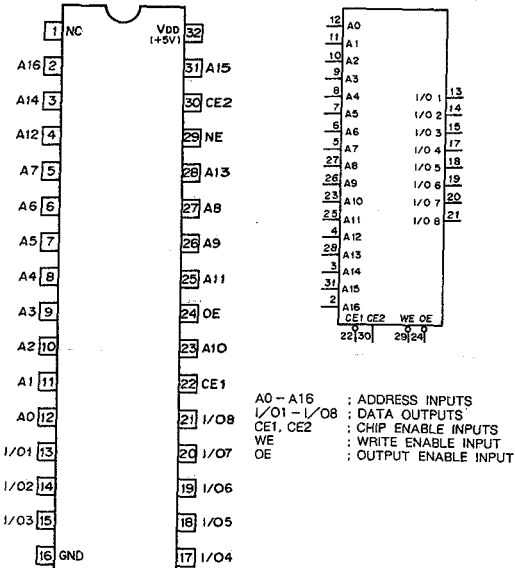 1 NC
VDD 32
(+5V)
A16 2
31 A15
A14 3
30 CE2
A12 4
29 NE
A7 5
28 A13
A6 6
27 A8
A5 7
26 A9
A4 8
25 A11
A3 9
24 OE
A2 10
23 A10
A1 11
22 CE1
A0 12
21 I/O8
I/O1 13
20 I/O7
I/O2 14
19 I/O6
I/O3 15
18 I/O5
16 GND
17 I/O4
12 A0
11 A1
10 A2
9 A3
8 A4
7 A5
6 A6
5 A7
27 A8
26 A9
23 A10
25 A11
4 A12
28 A13
3 A14
31 A15
2 A16
I/O 1 13
I/O 2 14
I/O 3 15
I/O 4 17
I/O 5 18
I/O 6 19
I/O 7 20
I/O 8 21
CE1 CE2 WE OE
22 30 29 24
A0 - A16 ; ADDRESS INPUTS
I/O1 - I/O8 ; DATA OUTPUTS
CE1, CE2 ; CHIP ENABLE INPUTS
WE ; WRITE ENABLE INPUT
OE ; OUTPUT ENABLE INPUT